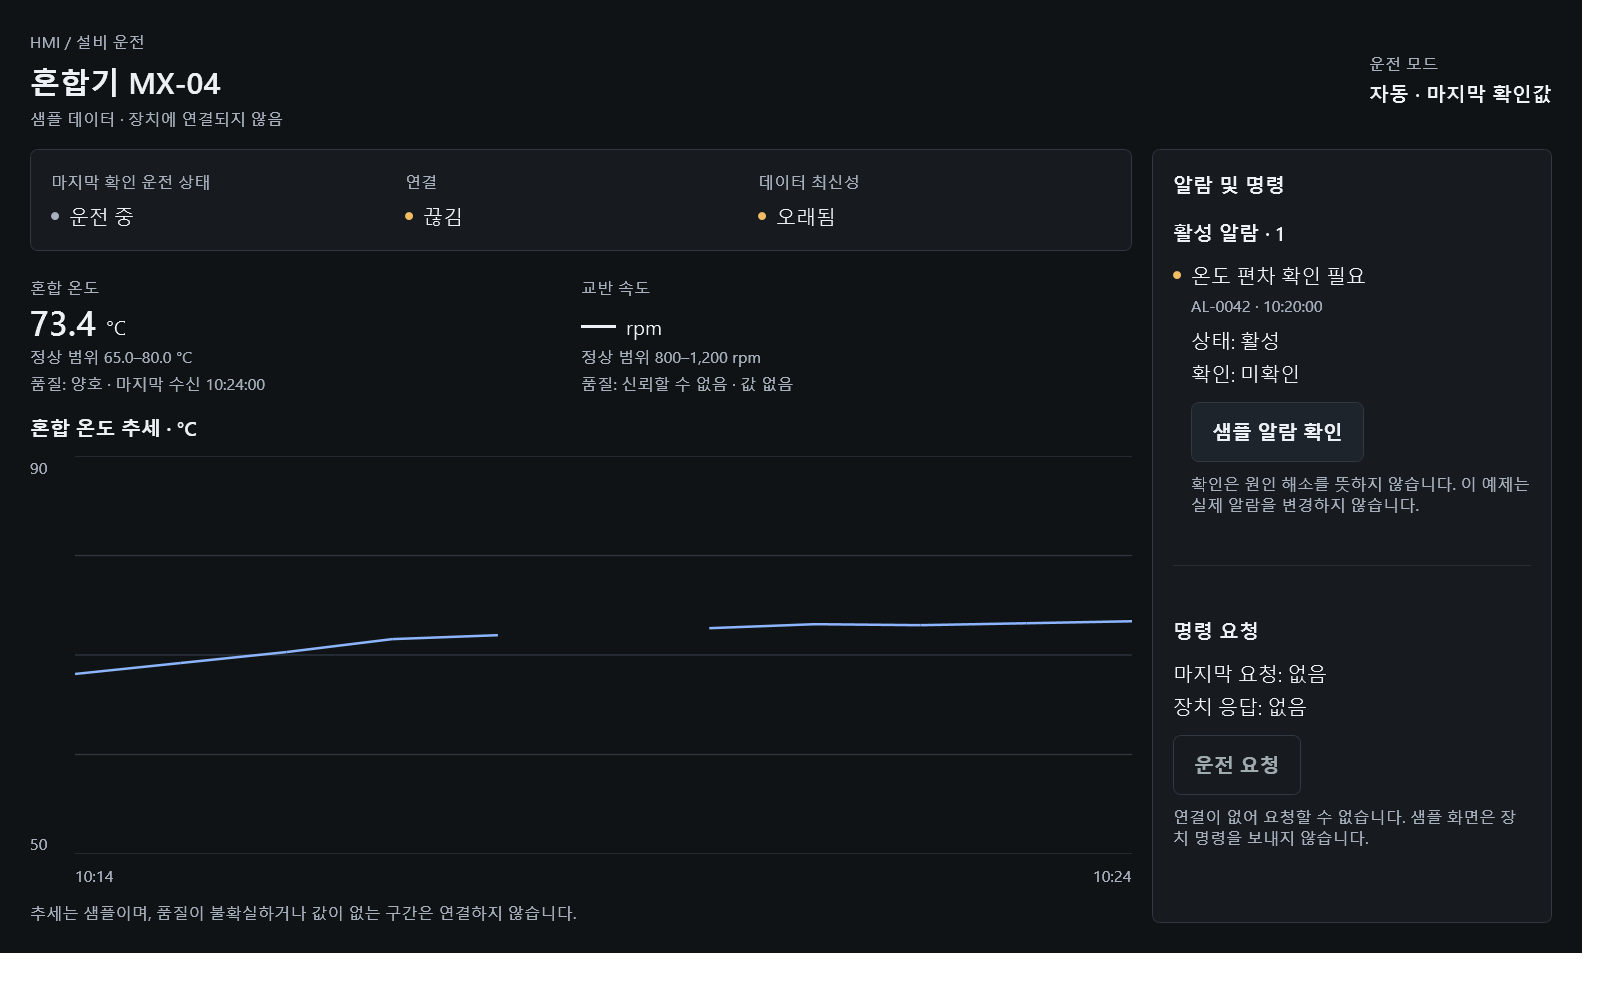 HMI / 설비 운전
혼합기 MX-04
샘플 데이터 · 장치에 연결되지 않음
운전 모드
자동 · 마지막 확인값
마지막 확인 운전 상태
운전 중
연결
끊김
데이터 최신성
오래됨
혼합 온도
73.4 °C
정상 범위 65.0–80.0 °C
품질: 양호 · 마지막 수신 10:24:00
교반 속도
— rpm
정상 범위 800–1,200 rpm
품질: 신뢰할 수 없음 · 값 없음
혼합 온도 추세 · °C
90
50
10:14
10:24
추세는 샘플이며, 품질이 불확실하거나 값이 없는 구간은 연결하지 않습니다.
알람 및 명령
활성 알람 · 1
온도 편차 확인 필요
AL-0042 · 10:20:00
상태: 활성
확인: 미확인
샘플 알람 확인
확인은 원인 해소를 뜻하지 않습니다. 이 예제는
실제 알람을 변경하지 않습니다.
명령 요청
마지막 요청: 없음
장치 응답: 없음
운전 요청
연결이 없어 요청할 수 없습니다. 샘플 화면은 장
치 명령을 보내지 않습니다.